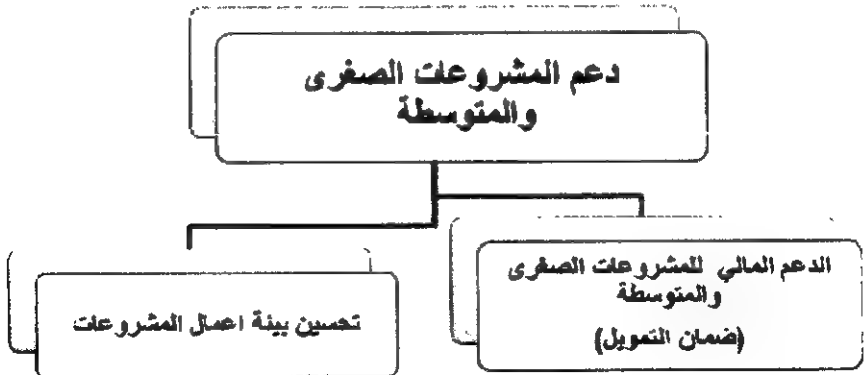 دعم المشروعات الصغرى
والمتوسطة
الدعم المالي للمشروعات الصغرى
والمتوسطة
(ضمان التمويل)
تحسين بيئة اعمال المشروعات